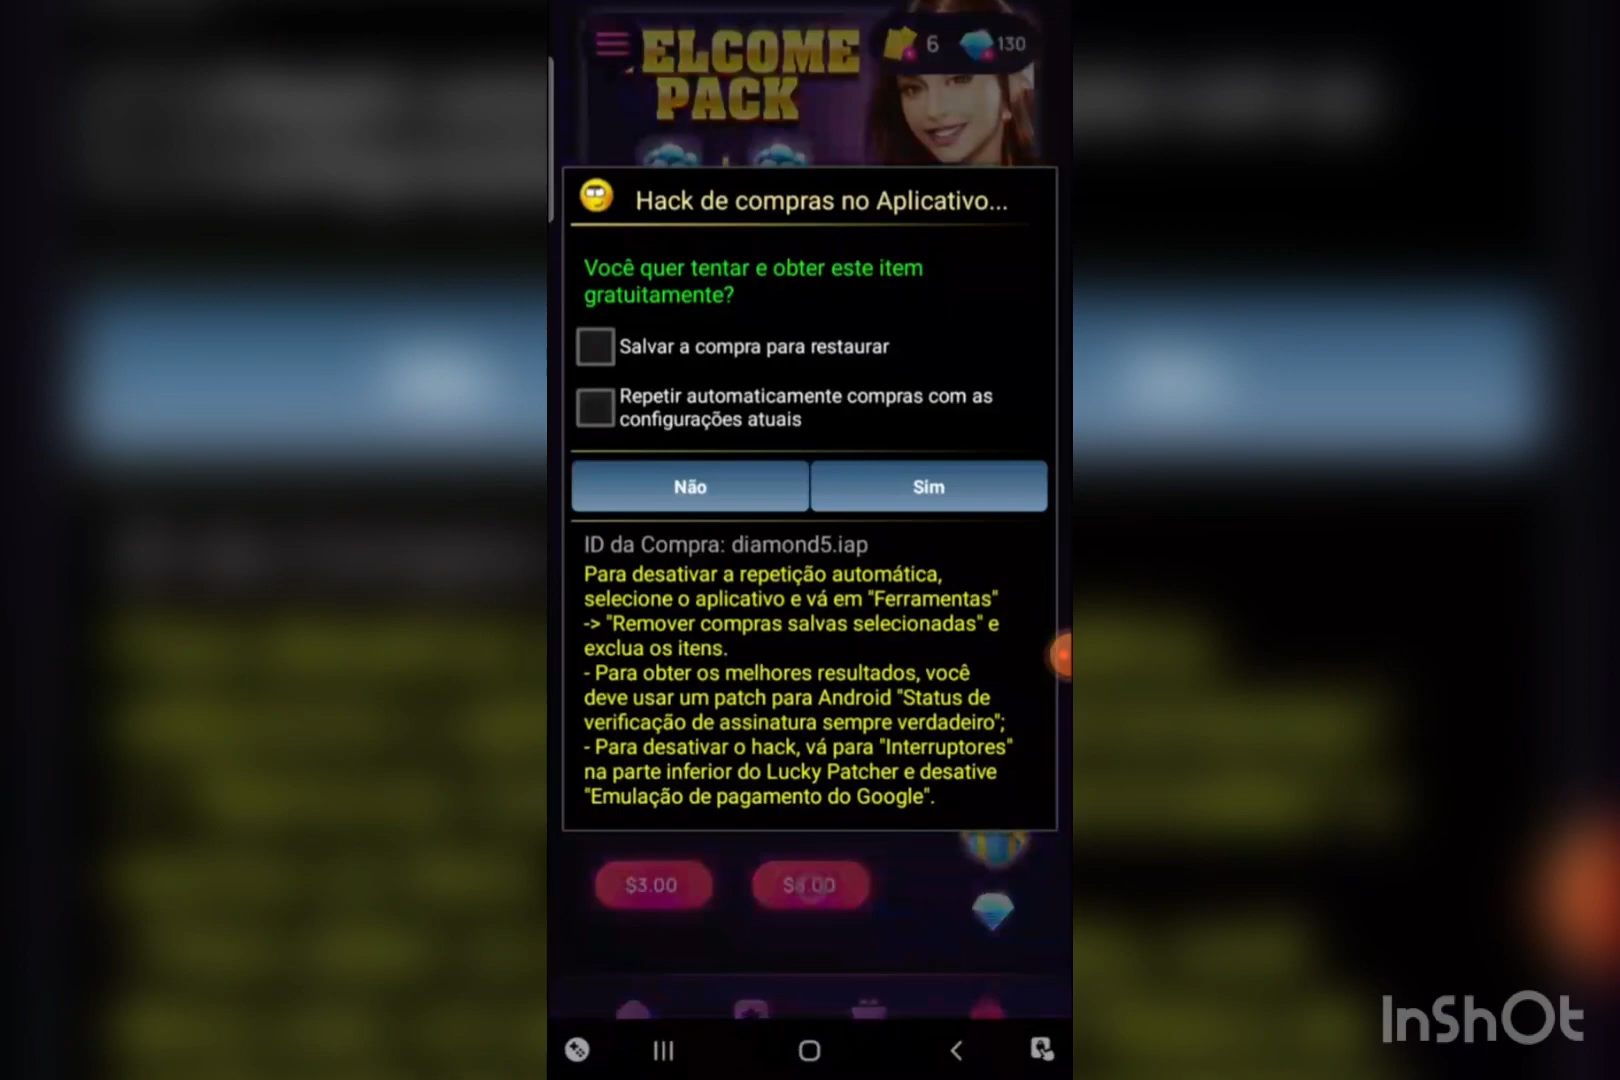 ELCOME
PACK
6
130
Hack de compras no Aplicativo...
Você quer tentar e obter este item
gratuitamente?
Salvar a compra para restaurar
Repetir automaticamente compras com as
configurações atuais
Não
Sim
ID da Compra: diamond5.iap
Para desativar a repetição automática,
selecione o aplicativo e vá em "Ferramentas"
-> "Remover compras salvas selecionadas" e
exclua os itens.
- Para obter os melhores resultados, você
deve usar um patch para Android "Status de
verificação de assinatura sempre verdadeiro";
- Para desativar o hack, vá para "Interruptores"
na parte inferior do Lucky Patcher e desative
"Emulação de pagamento do Google".
$3.00
InShOt